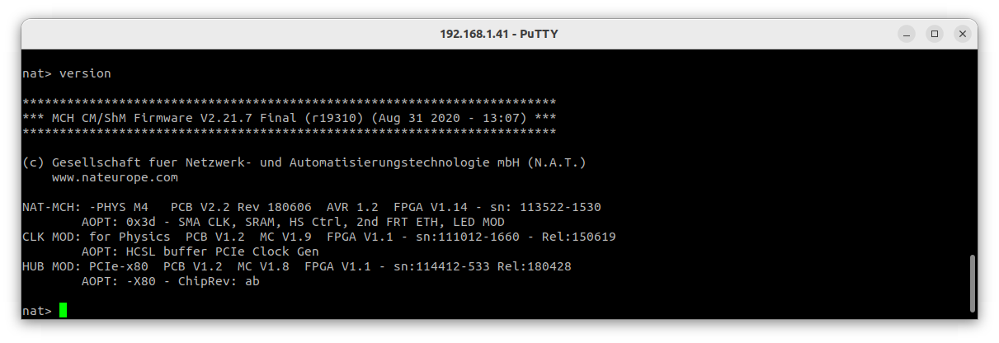 192.168.1.41 - PuTTY
nat> version
************************************************************************
*** MCH CM/ShM Firmware V2.21.7 Final (r19310) (Aug 31 2020 - 13:07) ***
************************************************************************
(c) Gesellschaft fuer Netzwerk- und Automatisierungstechnologie mbH (N.A.T.)
    www.nateurope.com
NAT-MCH: -PHYS M4   PCB V2.2 Rev 180606  AVR 1.2  FPGA V1.14 - sn: 113522-1530
        AOPT: 0x3d - SMA CLK, SRAM, HS Ctrl, 2nd FRT ETH, LED MOD
CLK MOD: for Physics  PCB V1.2  MC V1.9  FPGA V1.1 - sn:111012-1660 - Rel:150619
        AOPT: HCSL buffer PCIe Clock Gen
HUB MOD: PCIe-x80  PCB V1.2  MC V1.8  FPGA V1.1 - sn:114412-533 Rel:180428
        AOPT: -X80 - ChipRev: ab
nat>